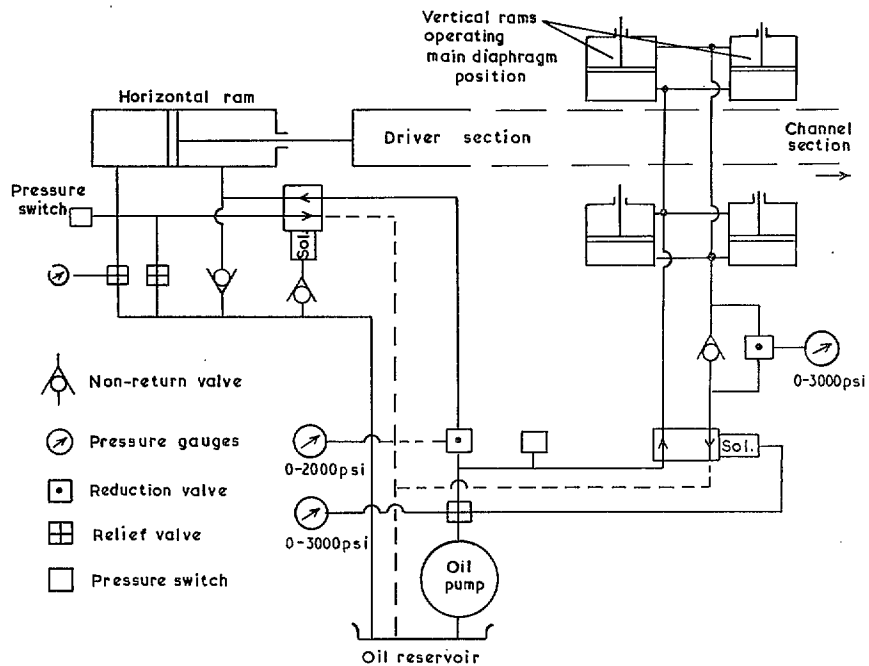 Vertical rams
operating
main diaphragm
position
Horizontal ram
Driver section
Channel
section
Pressure
switch
Sol.
Non-return valve
Pressure gauges
Reduction valve
Relief valve
Pressure switch
0-2000psi
0-3000psi
0-3000psi
Sol.
Oil
pump
Oil reservoir